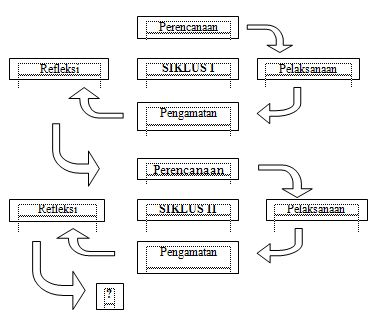 Perencanaan
Refleksi
SIKLUS I
Pelaksanaan
Pengamatan
Perencanaan
Refleksi
SIKLUS II
Pelaksanaan
Pengamatan
?